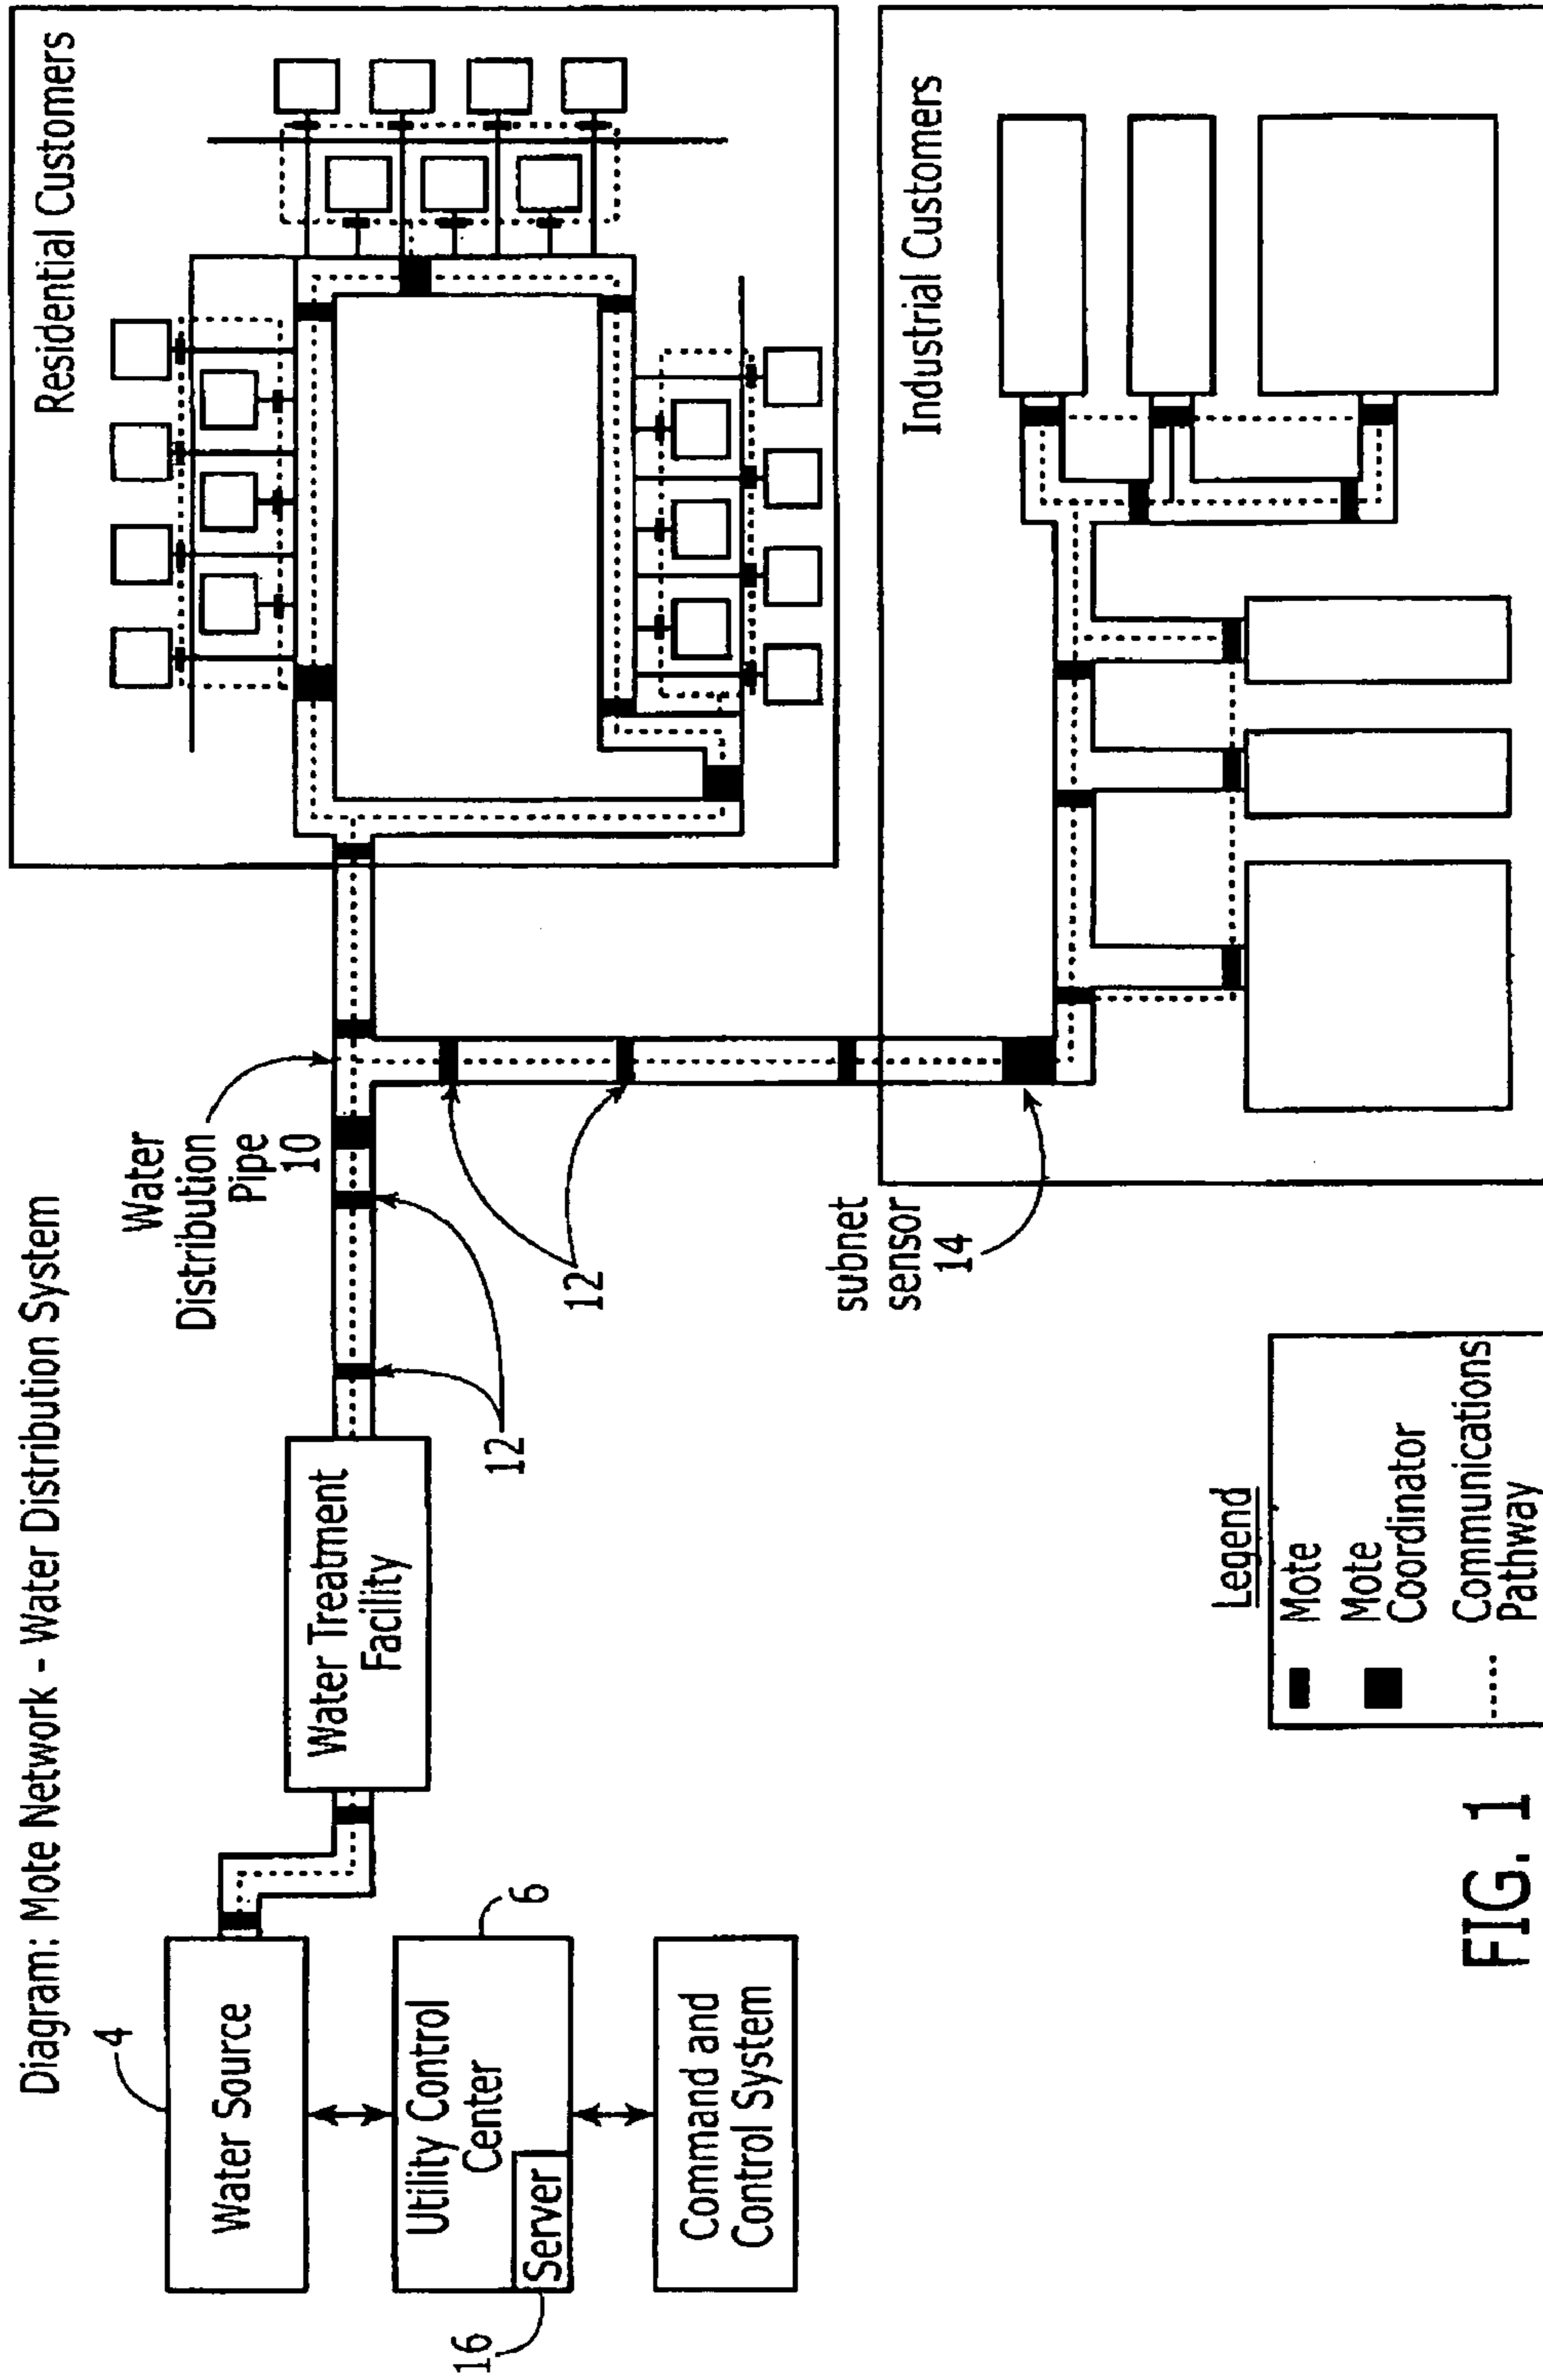 Diagram: Mote Network - Water Distribution System
4
Water Source
6
Utility Control
Center
Server
16
Command and
Control System
Water Treatment
Facility
12
Water
Distribution
Pipe
10
12
subnet
sensor
14
Residential Customers
Industrial Customers
Legend
Mote
Mote
Coordinator
Communications
Pathway
FIG. 1